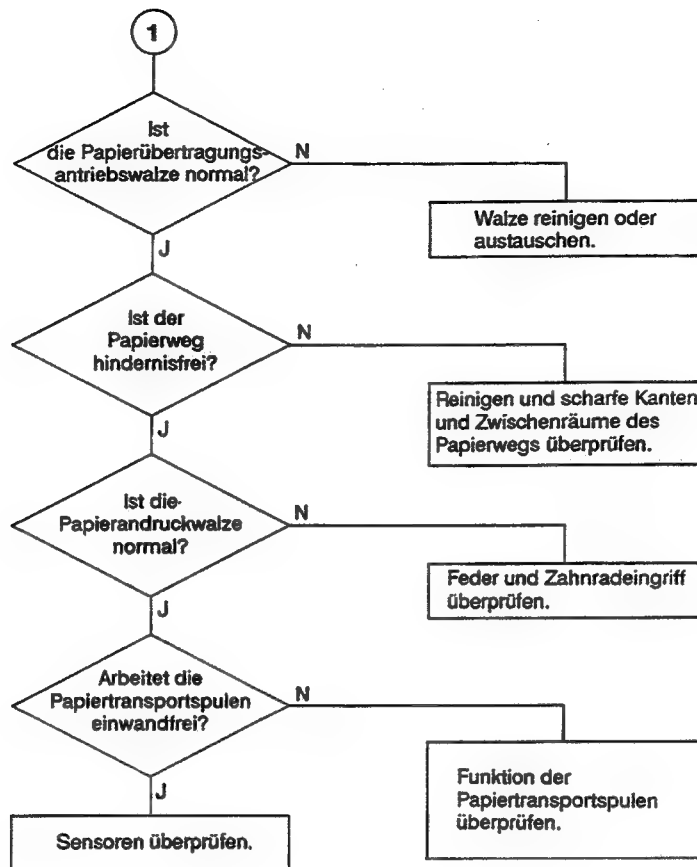 1
Ist
die Papierübertragungs-
antriebswalze normal?
N
Walze reinigen oder
austauschen.
J
Ist der
Papierweg
hindernisfrei?
N
Reinigen und scharfe Kanten
und Zwischenräume des
Papierwegs überprüfen.
J
Ist die
Papierandruckwalze
normal?
N
Feder und Zahnradeingriff
überprüfen.
J
Arbeitet die
Papiertransportspulen
einwandfrei?
N
Funktion der
Papiertransportspulen
überprüfen.
J
Sensoren überprüfen.